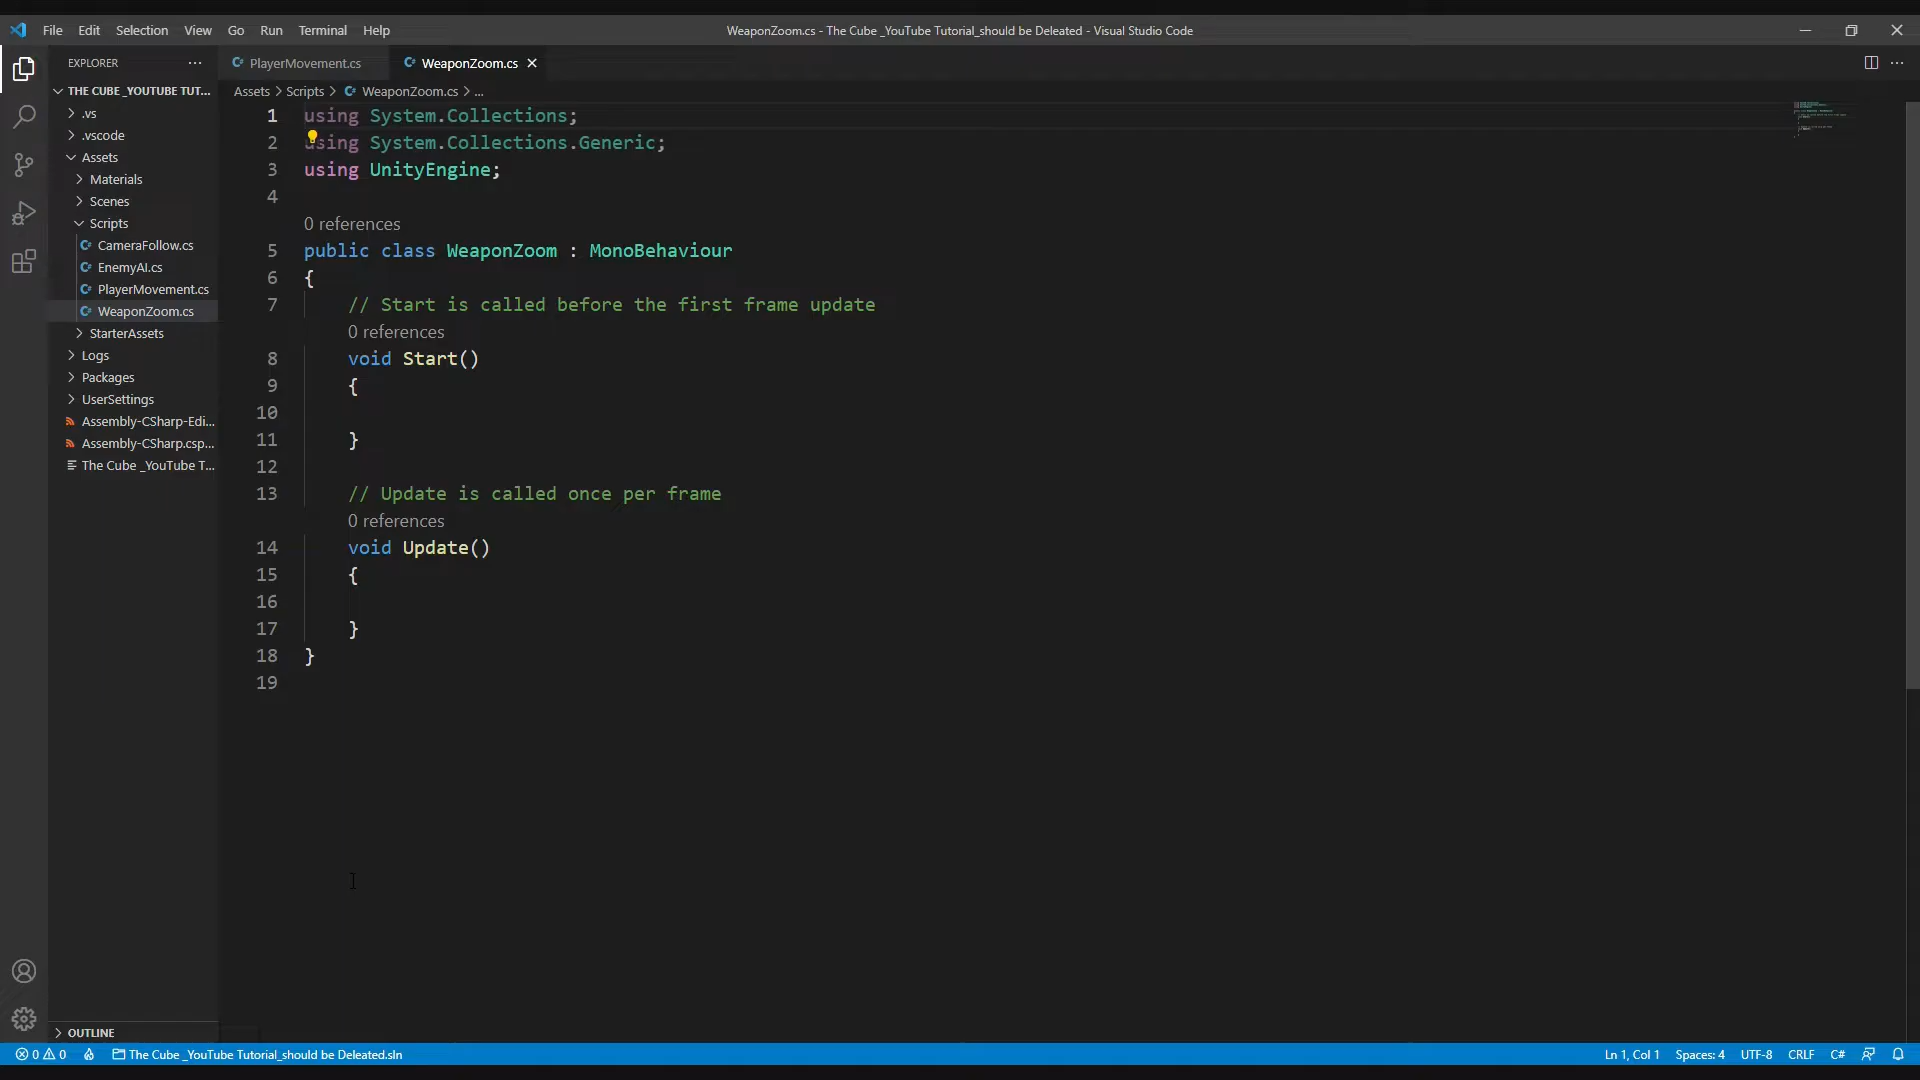 File Edit Selection View Go Run Terminal Help
WeaponZoom.cs - The Cube _YouTube Tutorial_should be Deleated - Visual Studio Code
EXPLORER
THE CUBE _YOUTUBE TUT...
.vs
.vscode
Assets
Materials
Scenes
Scripts
CameraFollow.cs
EnemyAI.cs
PlayerMovement.cs
WeaponZoom.cs
StarterAssets
Logs
Packages
UserSettings
Assembly-CSharp-Edi...
Assembly-CSharp.csp...
The Cube _YouTube T...
OUTLINE
PlayerMovement.cs WeaponZoom.cs
Assets > Scripts > WeaponZoom.cs > ...
1 using System.Collections;
2 using System.Collections.Generic;
3 using UnityEngine;
4
0 references
5 public class WeaponZoom : MonoBehaviour
6 {
7 // Start is called before the first frame update
0 references
8 void Start()
9 {
10
11 }
12
13 // Update is called once per frame
0 references
14 void Update()
15 {
16
17 }
18 }
19
0 0 The Cube _YouTube Tutorial_should be Deleated.sln
Ln 1, Col 1 Spaces: 4 UTF-8 CRLF C#